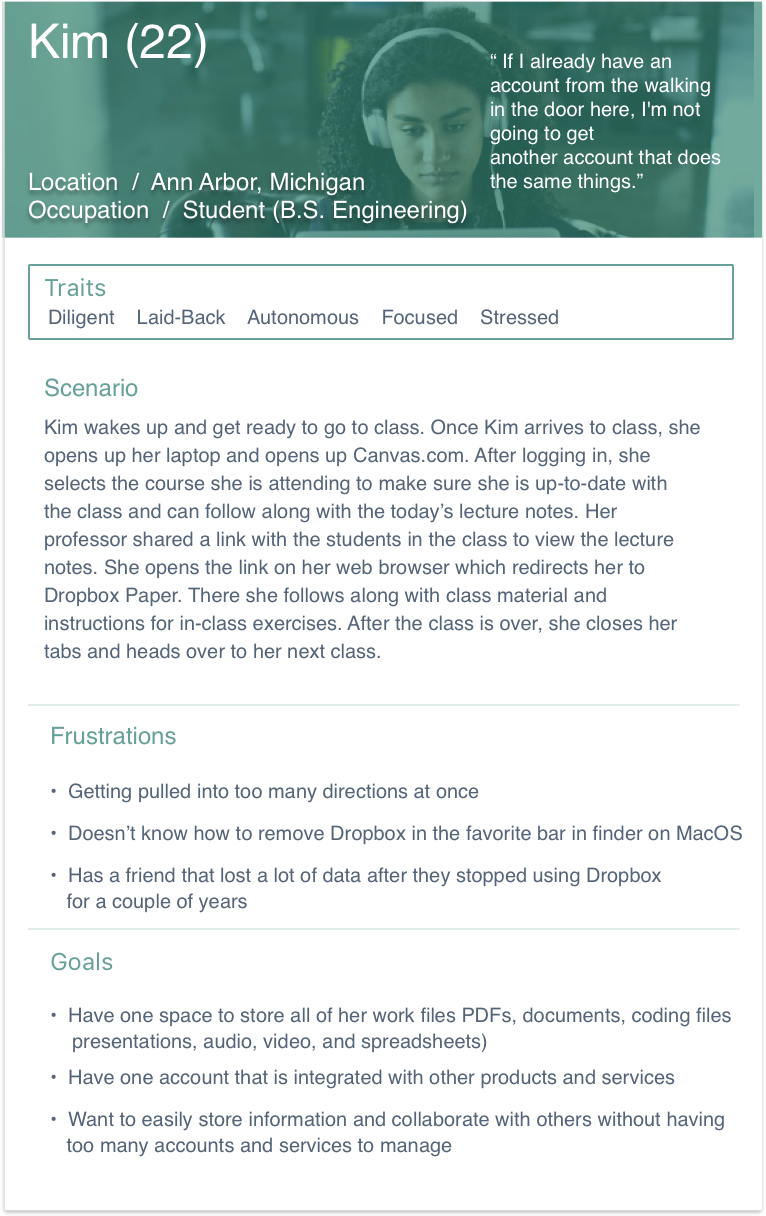 Kim (22)
“ If I already have an
account from the walking
in the door here, I'm not
going to get
another account that does
the same things.”
Location / Ann Arbor, Michigan
Occupation / Student (B.S. Engineering)
Traits
Diligent Laid-Back Autonomous Focused Stressed
Scenario
Kim wakes up and get ready to go to class. Once Kim arrives to class, she
opens up her laptop and opens up Canvas.com. After logging in, she
selects the course she is attending to make sure she is up-to-date with
the class and can follow along with the today’s lecture notes. Her
professor shared a link with the students in the class to view the lecture
notes. She opens the link on her web browser which redirects her to
Dropbox Paper. There she follows along with class material and
instructions for in-class exercises. After the class is over, she closes her
tabs and heads over to her next class.
Frustrations
• Getting pulled into too many directions at once
• Doesn’t know how to remove Dropbox in the favorite bar in finder on MacOS
• Has a friend that lost a lot of data after they stopped using Dropbox
for a couple of years
Goals
• Have one space to store all of her work files PDFs, documents, coding files
presentations, audio, video, and spreadsheets)
• Have one account that is integrated with other products and services
• Want to easily store information and collaborate with others without having
too many accounts and services to manage